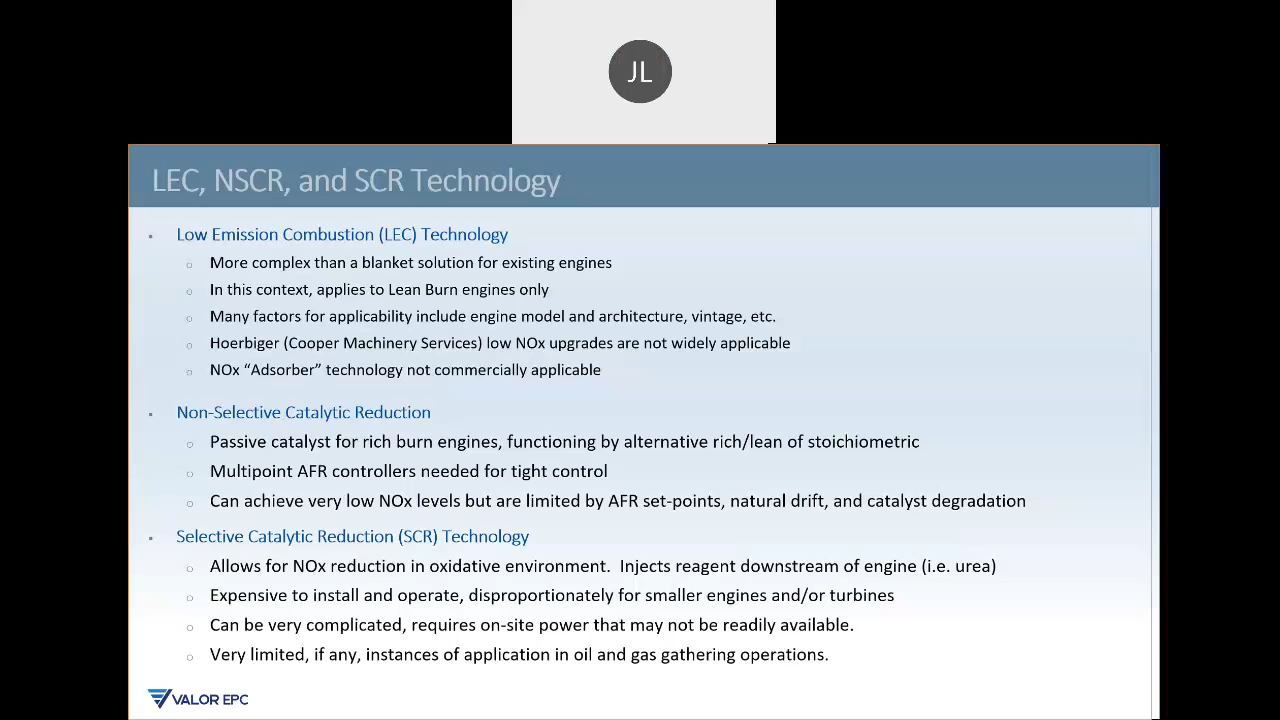 JL
LEC, NSCR, and SCR Technology
Low Emission Combustion (LEC) Technology
More complex than a blanket solution for existing engines
In this context, applies to Lean Burn engines only
Many factors for applicability include engine model and architecture, vintage, etc.
Hoerbiger (Cooper Machinery Services) low NOx upgrades are not widely applicable
NOx “Adsorber” technology not commercially applicable
Non-Selective Catalytic Reduction
Passive catalyst for rich burn engines, functioning by alternative rich/lean of stoichiometric
Multipoint AFR controllers needed for tight control
Can achieve very low NOx levels but are limited by AFR set-points, natural drift, and catalyst degradation
Selective Catalytic Reduction (SCR) Technology
Allows for NOx reduction in oxidative environment.  Injects reagent downstream of engine (i.e. urea)
Expensive to install and operate, disproportionately for smaller engines and/or turbines
Can be very complicated, requires on-site power that may not be readily available.
Very limited, if any, instances of application in oil and gas gathering operations.
VALOR EPC